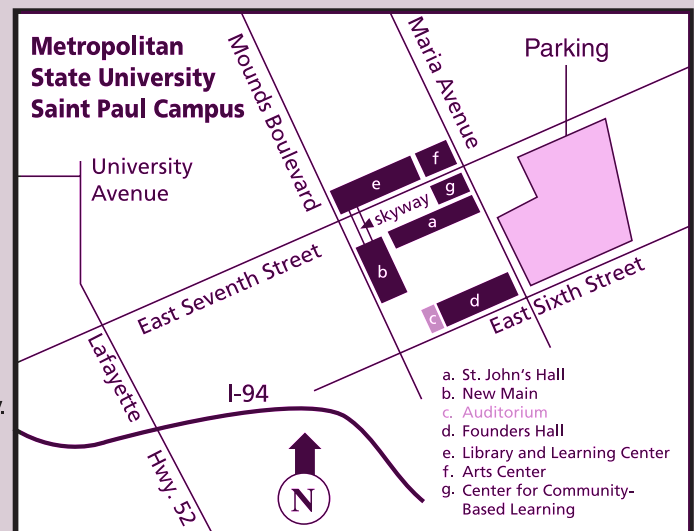 Metropolitan
State University
Saint Paul Campus
Mounds Boulevard
Maria Avenue
Parking
University
Avenue
f
e
g
skyway
a
b
East Seventh Street
d
c
East Sixth Street
Lafayette
Hwy. 52
I-94
N
a. St. John's Hall
b. New Main
c. Auditorium
d. Founders Hall
e. Library and Learning Center
f. Arts Center
g. Center for Community-
Based Learning